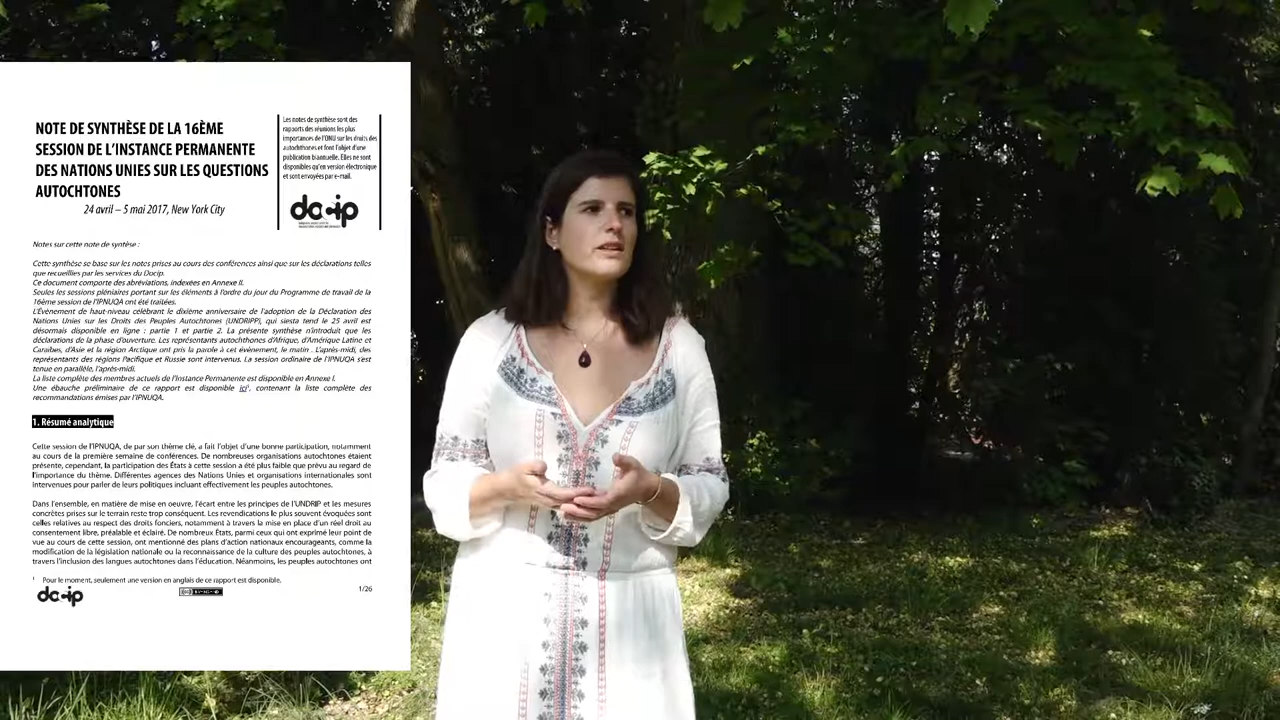 NOTE DE SYNTHÈSE DE LA 16ÈME
SESSION DE L'INSTANCE PERMANENTE
DES NATIONS UNIES SUR LES QUESTIONS
AUTOCHTONES
24 avril – 5 mai 2017, New York City
Les notes de synthèse sont des
rapports des réunions les plus
importances de l'ONU sur les droits des
autochthones et font l'objet d'une
publication biannuelle. Elles ne sont
disponibles qu'en version électronique
et sont envoyées par e-mail.
docip
Notes sur cette note de syntèse :
Cette synthèse se base sur les notes prises au cours des conférences ainsi que sur les déclarations telles
que recueillies par les services du Docip.
Ce document comporte des abréviations, indexées en Annexe II.
Seules les sessions plénières portant sur les éléments à l'ordre du jour du Programme de travail de la
16ème session de l'IPNUQA ont été traitées.
L'Évènement de haut-niveau célébrant le dixième anniversaire de l'adoption de la Déclaration des
Nations Unies sur les Droits des Peuples Autochtones (UNDRIPP), qui siesta tend le 25 avril est
désormais disponible en ligne : partie 1 et partie 2. La présente synthèse n'introduit que les
déclarations de la phase d'ouverture. Les représentants autochthones d'Afrique, d'Amérique Latine et
Caraïbes, d'Asie et la région Arctique ont pris la parole à cet évènement, le matin . L'après-midi, des
représentants des régions Pacifique et Russie sont intervenus. La session ordinaire de l'IPNUQA s'est
tenue en parallèle, l'après-midi.
La liste complète des membres actuels de l'Instance Permanente est disponible en Annexe I.
Une ébauche préliminaire de ce rapport est disponible ici¹, contenant la liste complète des
recommandations émises par l'IPNUQA.
1. Résumé analytique
Cette session de l'IPNUQA, de par son thème clé, a fait l'objet d'une bonne participation, notamment
au cours de la première semaine de conférences. De nombreuses organisations autochtones étaient
présente, cependant, la participation des États à cette session a été plus faible que prévu au regard de
l'importance du thème. Différentes agences des Nations Unies et organisations internationales sont
intervenues pour parler de leurs politiques incluant effectivement les peuples autochtones.
Dans l'ensemble, en matière de mise en oeuvre, l'écart entre les principes de l'UNDRIP et les mesures
concrètes prises sur le terrain reste trop conséquent. Les revendications le plus souvent évoquées sont
celles relatives au respect des droits fonciers, notamment à travers la mise en place d'un réel droit au
consentement libre, préalable et éclairé. De nombreux États, parmi ceux qui ont exprimé leur point de
vue au cours de cette session, ont mentionné des plans d'action nationaux encourageants, comme la
modification de la législation nationale ou la reconnaissance de la culture des peuples autochtones, à
travers l'inclusion des langues autochtones dans l'éducation. Néanmoins, les peuples autochtones ont
¹ Pour le moment, seulement une version en anglais de ce rapport est disponible.
docip
1/26